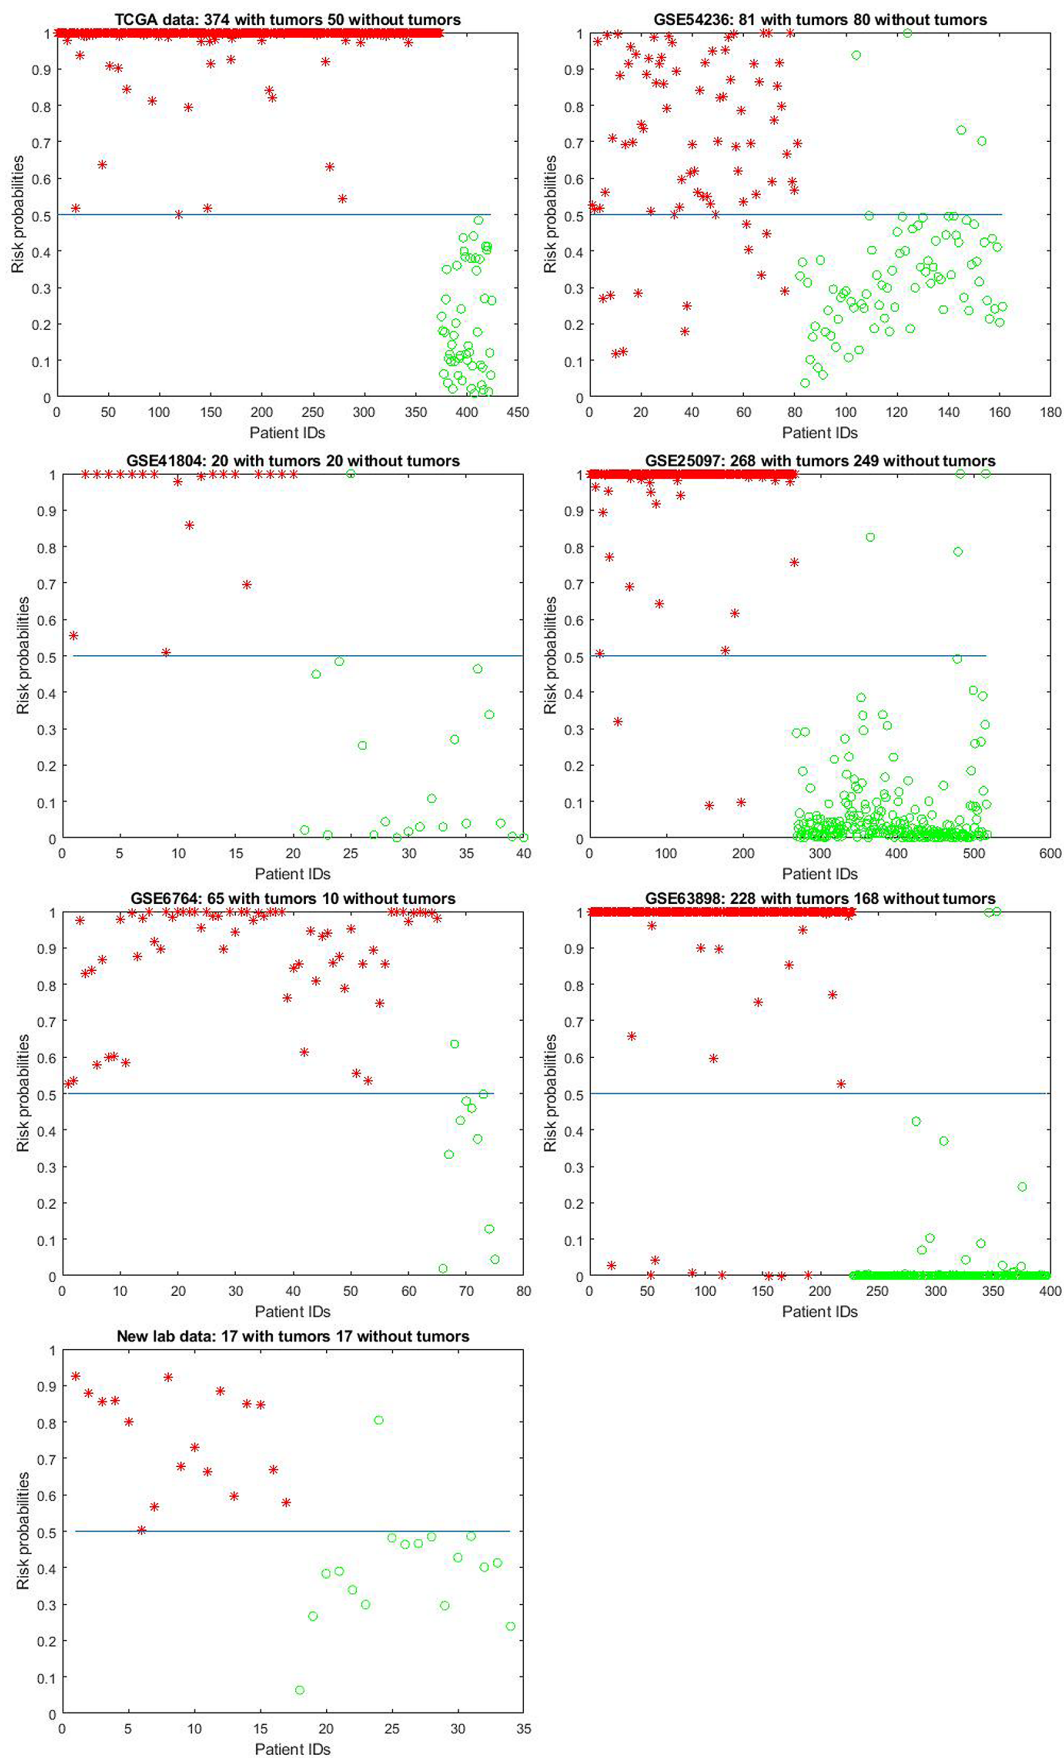 TCGA data: 374 with tumors 50 without tumors
1
0.9
0.8
0.7
0.6
0.5
0.4
0.3
0.2
0.1
0
Risk probabilities
0 50 100 150 200 250 300 350 400 450
Patient IDs
GSE54236: 81 with tumors 80 without tumors
1
0.9
0.8
0.7
0.6
0.5
0.4
0.3
0.2
0.1
0
Risk probabilities
0 20 40 60 80 100 120 140 160 180
Patient IDs
GSE41804: 20 with tumors 20 without tumors
1
0.9
0.8
0.7
0.6
0.5
0.4
0.3
0.2
0.1
0
Risk probabilities
0 5 10 15 20 25 30 35 40
Patient IDs
GSE25097: 268 with tumors 249 without tumors
1
0.9
0.8
0.7
0.6
0.5
0.4
0.3
0.2
0.1
0
Risk probabilities
0 100 200 300 400 500 600
Patient IDs
GSE6764: 65 with tumors 10 without tumors
1
0.9
0.8
0.7
0.6
0.5
0.4
0.3
0.2
0.1
0
Risk probabilities
0 10 20 30 40 50 60 70 80
Patient IDs
GSE63898: 228 with tumors 168 without tumors
1
0.9
0.8
0.7
0.6
0.5
0.4
0.3
0.2
0.1
0
Risk probabilities
0 50 100 150 200 250 300 350 400
Patient IDs
New lab data: 17 with tumors 17 without tumors
1
0.9
0.8
0.7
0.6
0.5
0.4
0.3
0.2
0.1
0
Risk probabilities
0 5 10 15 20 25 30 35
Patient IDs